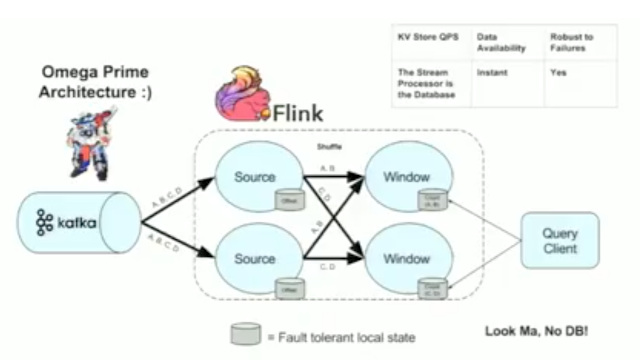 KV Store QPS
Data
Availability
Robust to
Failures
The Stream
Processor is
the Database
Instant
Yes
Omega Prime
Architecture :)
Flink
Shuffle
A, B
Source
Window
Offset
Count
(A, B)
A,B,C,D
C, D
kafka
Query
Client
A,B,C,D
A, B
Source
Window
C, D
Offset
Count
(C, D)
= Fault tolerant local state
Look Ma, No DB!